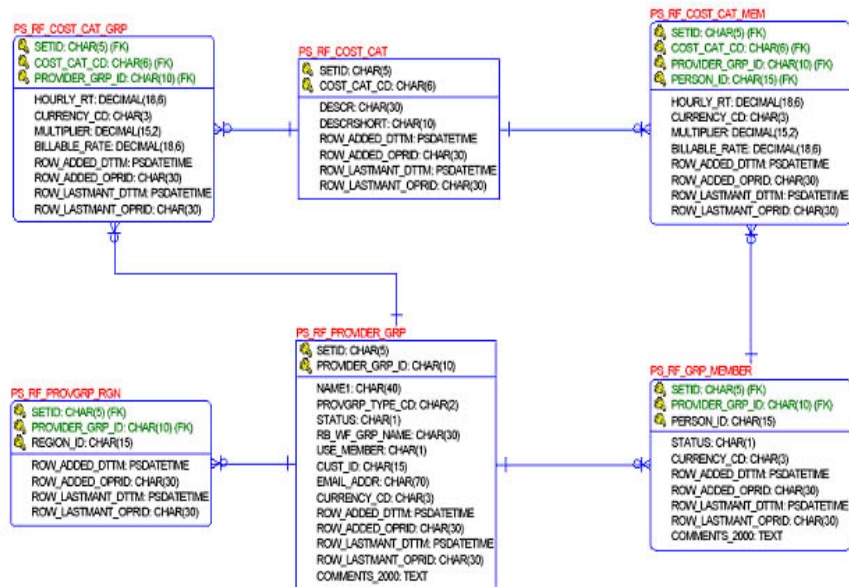 PS_RF_COST_CAT_GRP
SETID: CHAR(5) (FK)
COST_CAT_CD: CHAR(6) (FK)
PROVIDER_GRP_ID: CHAR(10) (FK)
HOURLY_RT: DECIMAL(18,6)
CURRENCY_CD: CHAR(3)
MULTIPLIER: DECIMAL(15,2)
BILLABLE_RATE: DECIMAL(18,6)
ROW_ADDED_DTTM: PSDATETIME
ROW_ADDED_OPRID: CHAR(30)
ROW_LASTMANT_DTTM: PSDATETIME
ROW_LASTMANT_OPRID: CHAR(30)
PS_RF_COST_CAT
SETID: CHAR(5)
COST_CAT_CD: CHAR(6)
DESCR: CHAR(30)
DESCRSHORT: CHAR(10)
ROW_ADDED_DTTM: PSDATETIME
ROW_ADDED_OPRID: CHAR(30)
ROW_LASTMANT_DTTM: PSDATETIME
ROW_LASTMANT_OPRID: CHAR(30)
PS_RF_COST_CAT_MEM
SETID: CHAR(5) (FK)
COST_CAT_CD: CHAR(6) (FK)
PROVIDER_GRP_ID: CHAR(10) (FK)
PERSON_ID: CHAR(15) (FK)
HOURLY_RT: DECIMAL(18,6)
CURRENCY_CD: CHAR(3)
MULTIPLIER: DECIMAL(15,2)
BILLABLE_RATE: DECIMAL(18,6)
ROW_ADDED_DTTM: PSDATETIME
ROW_ADDED_OPRID: CHAR(30)
ROW_LASTMANT_DTTM: PSDATETIME
ROW_LASTMANT_OPRID: CHAR(30)
PS_RF_PROVGRP_RGN
SETID: CHAR(5) (FK)
PROVIDER_GRP_ID: CHAR(10) (FK)
REGION_ID: CHAR(15)
ROW_ADDED_DTTM: PSDATETIME
ROW_ADDED_OPRID: CHAR(30)
ROW_LASTMANT_DTTM: PSDATETIME
ROW_LASTMANT_OPRID: CHAR(30)
PS_RF_PROVIDER_GRP
SETID: CHAR(5)
PROVIDER_GRP_ID: CHAR(10)
NAME1: CHAR(40)
PROVGRP_TYPE_CD: CHAR(2)
STATUS: CHAR(1)
RB_WF_GRP_NAME: CHAR(30)
USE_MEMBER: CHAR(1)
CUST_ID: CHAR(15)
EMAIL_ADDR: CHAR(70)
CURRENCY_CD: CHAR(3)
ROW_ADDED_DTTM: PSDATETIME
ROW_ADDED_OPRID: CHAR(30)
ROW_LASTMANT_DTTM: PSDATETIME
ROW_LASTMANT_OPRID: CHAR(30)
COMMENTS_2000: TEXT
PS_RF_GRP_MEMBER
SETID: CHAR(5) (FK)
PROVIDER_GRP_ID: CHAR(10) (FK)
PERSON_ID: CHAR(15)
STATUS: CHAR(1)
CURRENCY_CD: CHAR(3)
ROW_ADDED_DTTM: PSDATETIME
ROW_ADDED_OPRID: CHAR(30)
ROW_LASTMANT_DTTM: PSDATETIME
ROW_LASTMANT_OPRID: CHAR(30)
COMMENTS_2000: TEXT